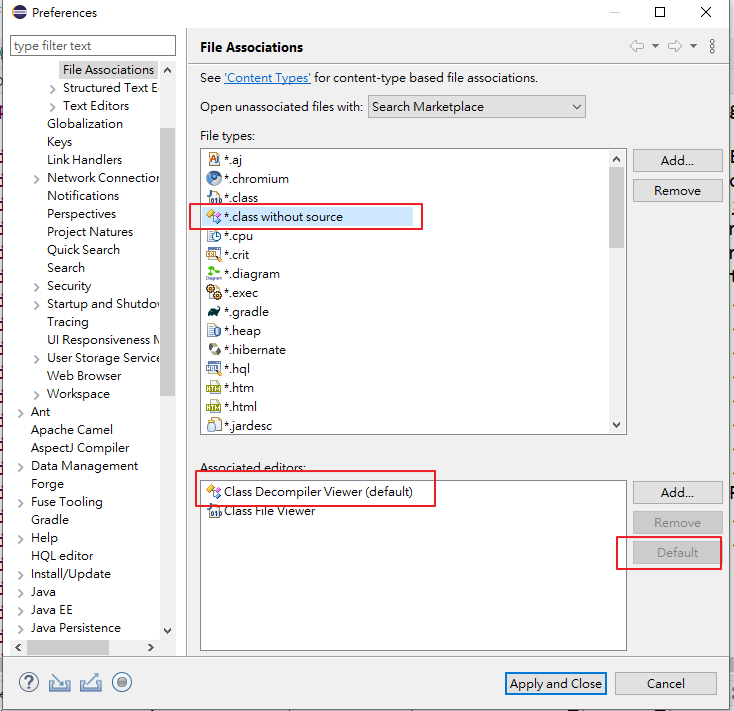 Preferences
type filter text
File Associations
Structured Text E
Text Editors
Globalization
Keys
Link Handlers
Network Connection
Notifications
Perspectives
Project Natures
Quick Search
Search
Security
Startup and Shutdov
Tracing
UI Responsiveness M
User Storage Service
Web Browser
Workspace
Ant
Apache Camel
AspectJ Compiler
Data Management
Forge
Fuse Tooling
Gradle
Help
HQL editor
Install/Update
Java
Java EE
Java Persistence
File Associations
See 'Content Types' for content-type based file associations.
Open unassociated files with: Search Marketplace
File types:
*.aj
*.chromium
*.class
*.class without source
*.cpu
*.crit
*.diagram
*.exec
*.gradle
*.heap
*.hibernate
*.hql
*.htm
*.html
*.jardesc
Add...
Remove
Associated editors:
Class Decompiler Viewer (default)
Class File Viewer
Add...
Remove
Default
Apply and Close
Cancel